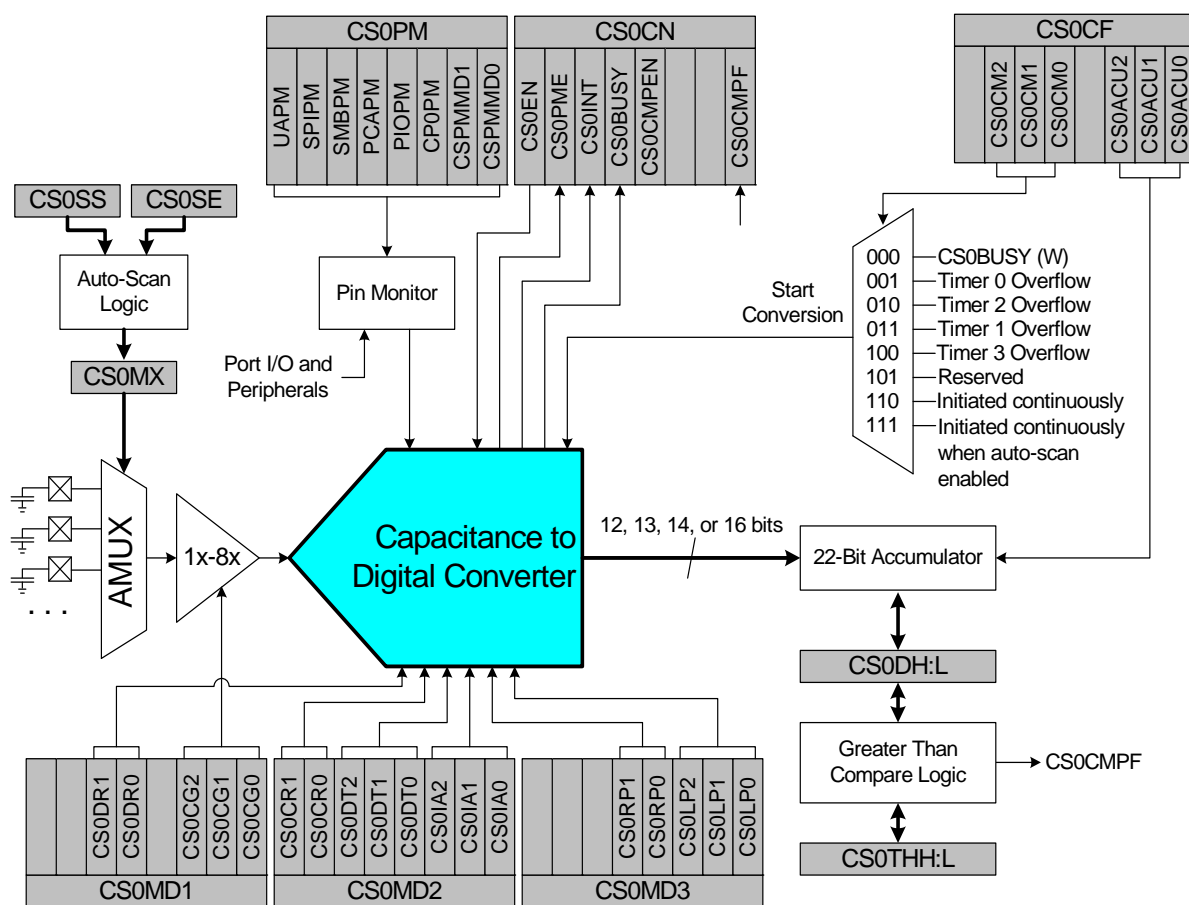 CS0PM
UAPM
SPIPM
SMBPM
PCAPM
PIOPM
CP0PM
CSPMMD1
CSPMMD0
CS0CN
CS0EN
CS0PME
CS0INT
CS0BUSY
CS0CMPEN
CS0CMPF
CS0CF
CS0CM2
CS0CM1
CS0CM0
CS0ACU2
CS0ACU1
CS0ACU0
CS0SS
CS0SE
Auto-Scan
Logic
CS0MX
Pin Monitor
Port I/O and
Peripherals
Start
Conversion
000 CS0BUSY (W)
001 Timer 0 Overflow
010 Timer 2 Overflow
011 Timer 1 Overflow
100 Timer 3 Overflow
101 Reserved
110 Initiated continuously
111 Initiated continuously
when auto-scan
enabled
AMUX
. . .
1x-8x
Capacitance to
Digital Converter
12, 13, 14, or 16 bits
22-Bit Accumulator
CS0DH:L
Greater Than
Compare Logic
CS0CMPF
CS0THH:L
CS0DR1
CS0DR0
CS0CG2
CS0CG1
CS0CG0
CS0MD1
CS0CR1
CS0CR0
CS0DT2
CS0DT1
CS0DT0
CS0IA2
CS0IA1
CS0IA0
CS0MD2
CS0RP1
CS0RP0
CS0LP2
CS0LP1
CS0LP0
CS0MD3